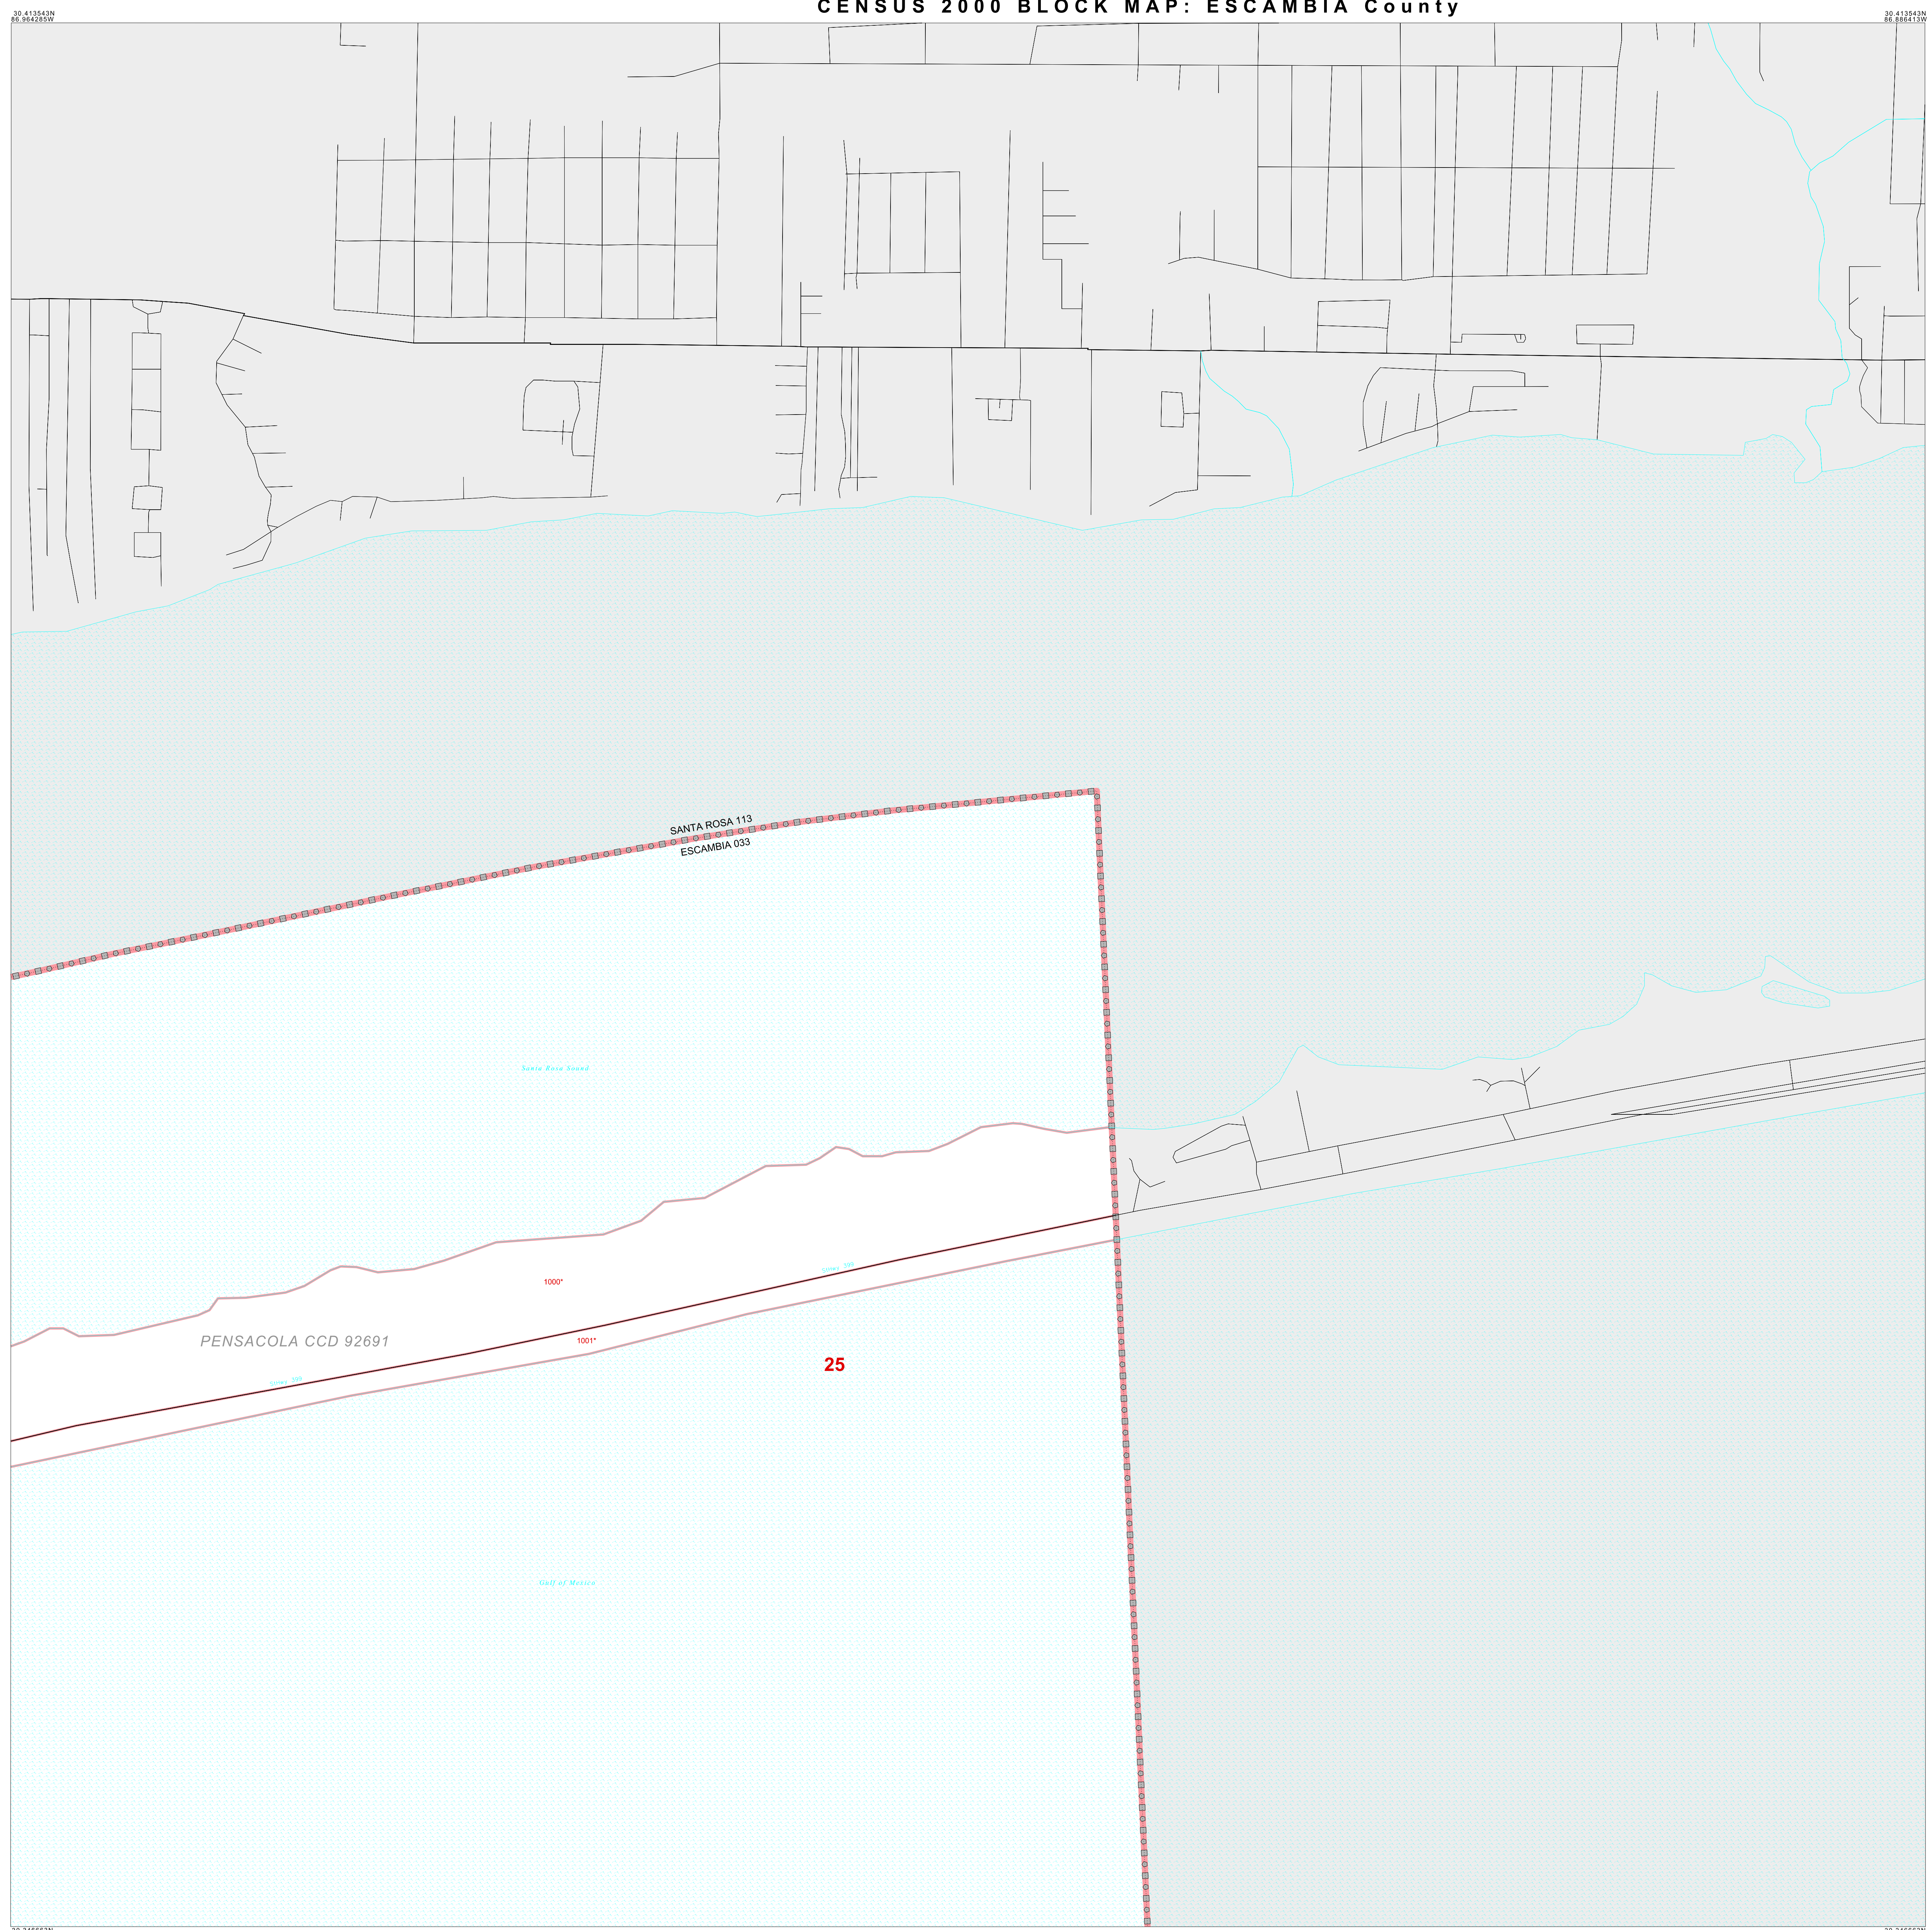 CENSUS 2000 BLOCK MAP: ESCAMBIA County
30.413543N
86.964285W
30.413543N
86.886413W
SANTA ROSA 113
ESCAMBIA 033
Santa Rosa Sound
1000*
PENSACOLA CCD 92691
1001*
25
Gulf of Mexico